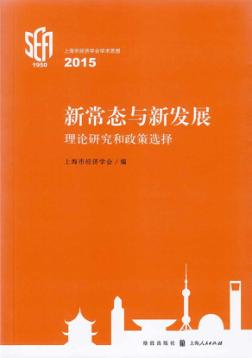 SEA
1950
上海市经济学会学术思想
2015
新常态与新发展
理论研究和政策选择
上海市经济学会 / 编
格致出版社 上海人民出版社